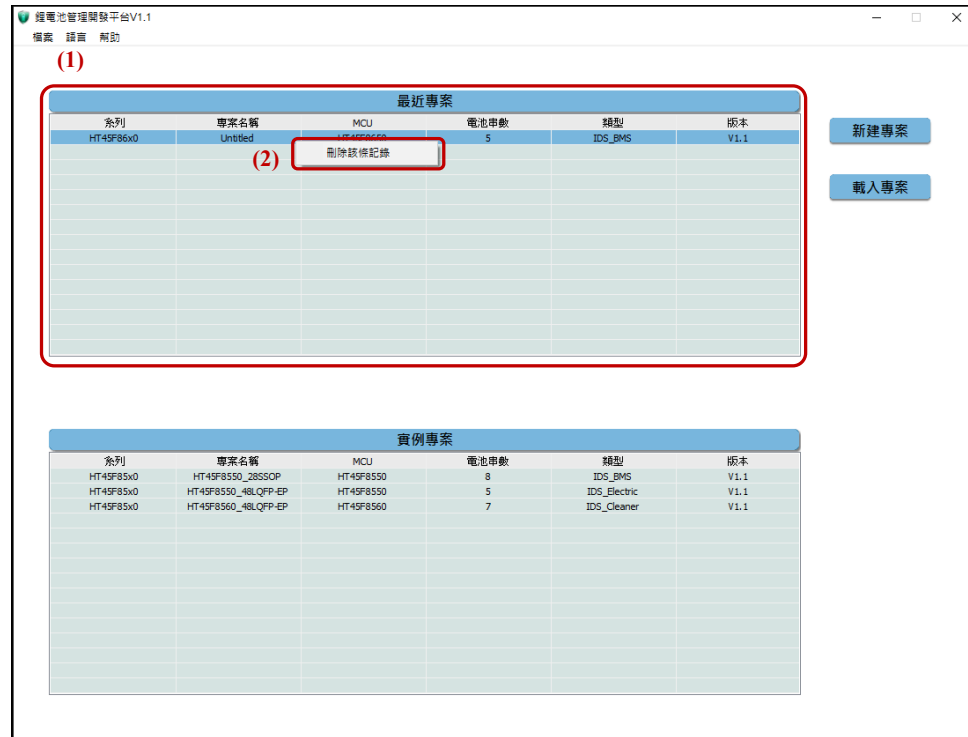 鋰電池管理開發平台V1.1
檔案 語言 幫助
(1)
最近專案
系列 專案名稱 MCU 電池串數 類型 版本
HT45F86x0 Untitled HT45F8650 5 IDS_BMS V1.1
(2) 刪除該條記錄
新建專案
載入專案
實例專案
系列 專案名稱 MCU 電池串數 類型 版本
HT45F85x0 HT45F8550_28SSOP HT45F8550 8 IDS_BMS V1.1
HT45F85x0 HT45F8550_48LQFP-EP HT45F8550 5 IDS_Electric V1.1
HT45F85x0 HT45F8560_48LQFP-EP HT45F8560 7 IDS_Cleaner V1.1